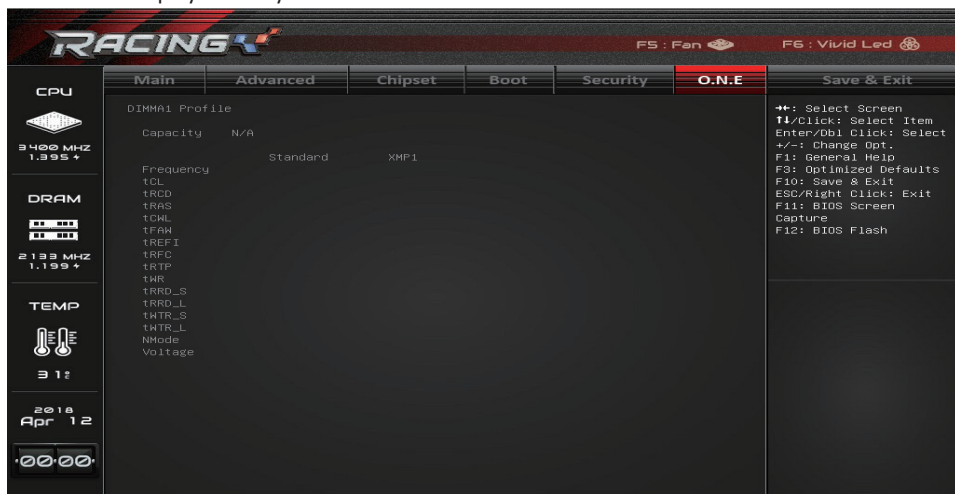 RACING
F5 : Fan
F6 : Vivid Led
Main Advanced Chipset Boot Security O.N.E Save & Exit
CPU
3400 MHZ
1.395
DRAM
2133 MHZ
1.199
TEMP
31
2018
Apr 12
00:00
DIMMA1 Profile
Capacity N/A
Standard XMP1
Frequency
tCL
tRCD
tRAS
tCWL
tFAW
tREFI
tRFC
tRTP
tWR
tRRD_S
tRRD_L
tWTR_S
tWTR_L
NMode
Voltage
→←: Select Screen
↑↓/Click: Select Item
Enter/Dbl Click: Select
+/-: Change Opt.
F1: General Help
F3: Optimized Defaults
F10: Save & Exit
ESC/Right Click: Exit
F11: BIOS Screen
Capture
F12: BIOS Flash